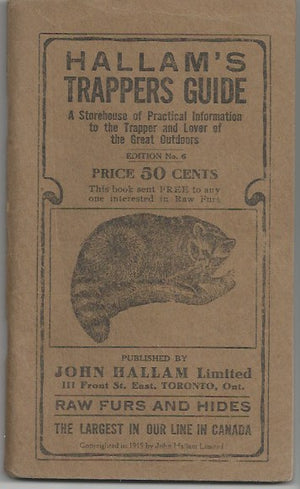 HALLAM'S
TRAPPERS GUIDE
A Storehouse of Practical Information
to the Trapper and Lover of
the Great Outdoors
EDITION No. 6
PRICE 50 CENTS
This book sent FREE to any
one interested in Raw Furs
PUBLISHED BY
JOHN HALLAM Limited
111 Front St. East, TORONTO, Ont.
RAW FURS AND HIDES
THE LARGEST IN OUR LINE IN CANADA
Copyrighted in 1915 by John Hallam Limited